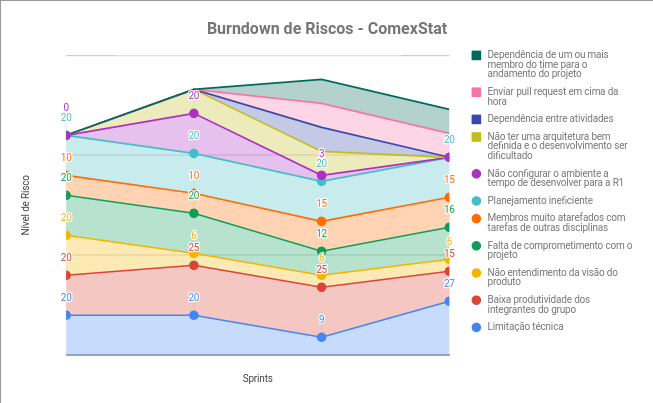 Burndown de Riscos - ComexStat
Nível de Risco
Sprints
0
20
10
20
20
20
20
20
20
10
20
6
25
20
3
20
15
12
6
25
9
20
15
16
6
15
27
Dependência de um ou mais
membro do time para o
andamento do projeto
Enviar pull request em cima da
hora
Dependência entre atividades
Não ter uma arquitetura bem
definida e o desenvolvimento ser
dificultado
Não configurar o ambiente a
tempo de desenvolver para a R1
Planejamento ineficiente
Membros muito atarefados com
tarefas de outras disciplinas
Falta de comprometimento com o
projeto
Não entendimento da visão do
produto
Baixa produtividade dos
integrantes do grupo
Limitação técnica